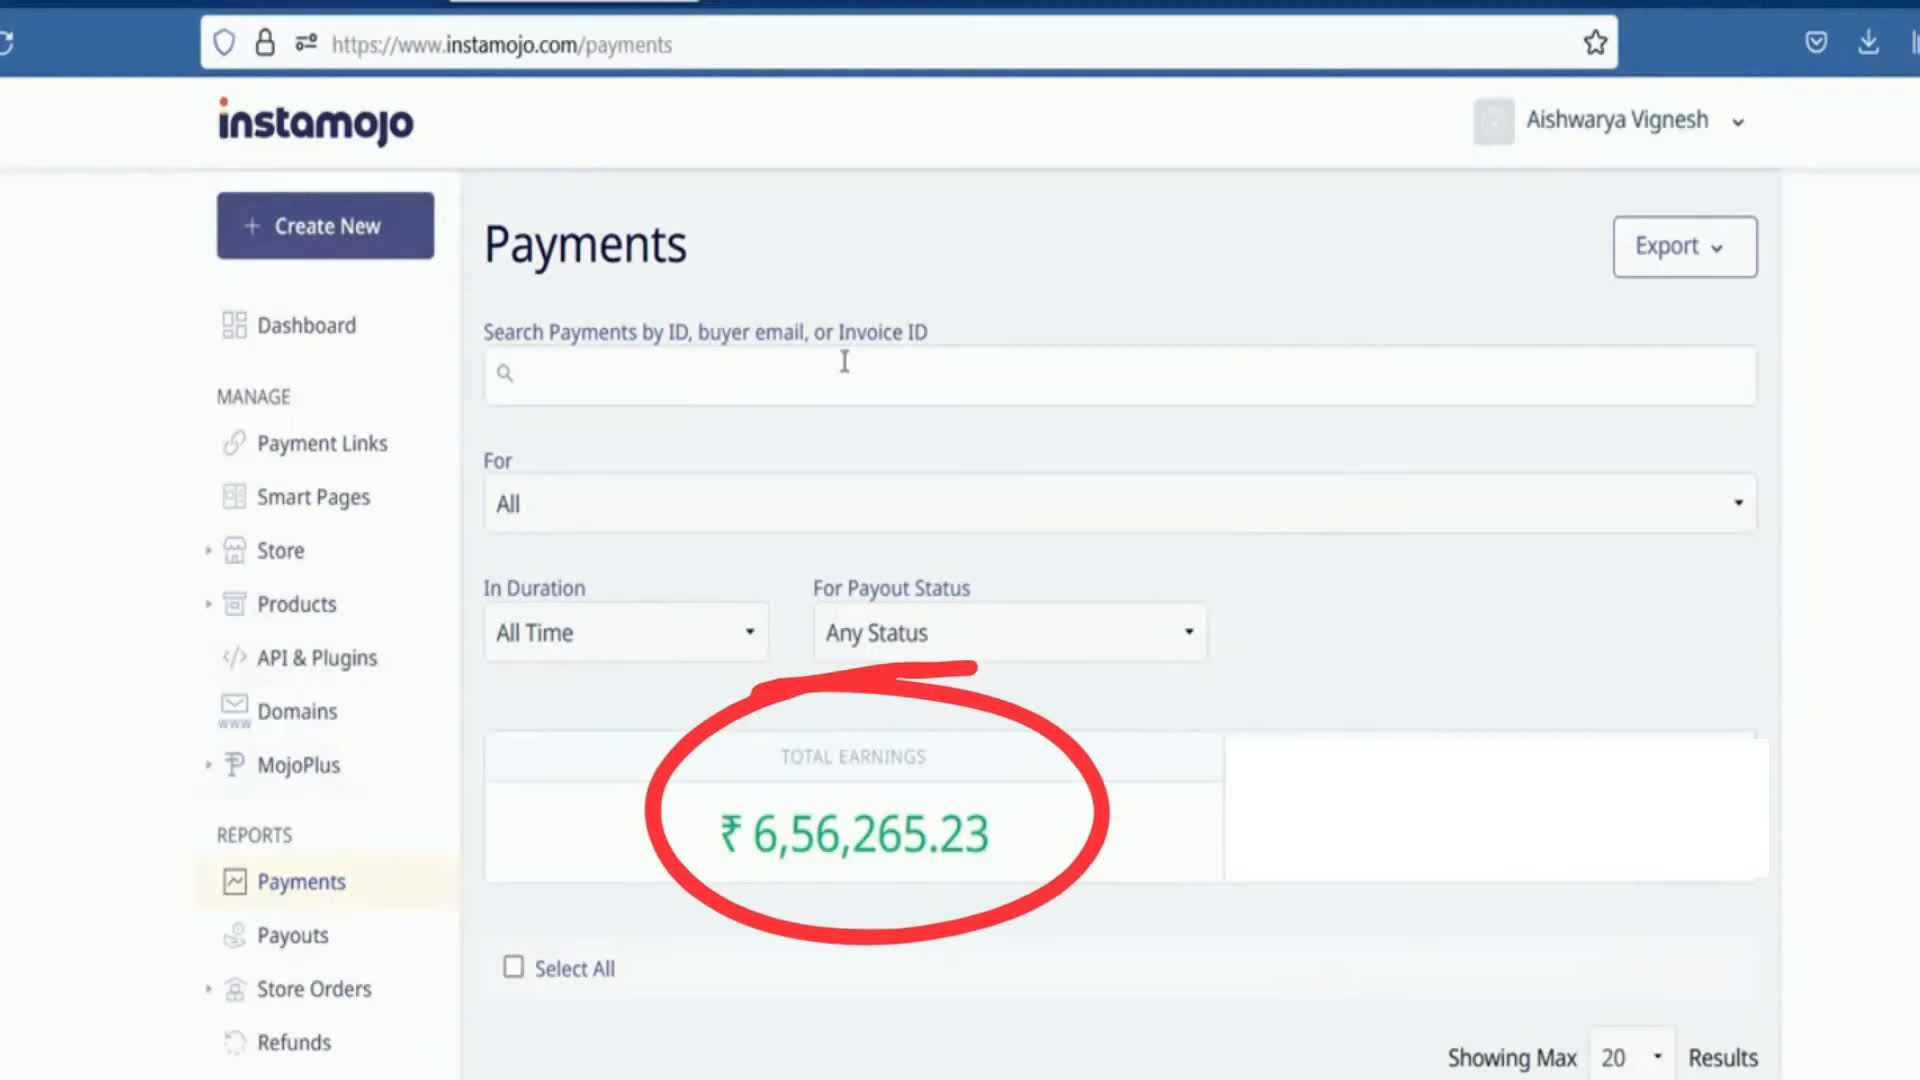 https://www.instamojo.com/payments
instamojo
Aishwarya Vignesh
+ Create New
Dashboard
MANAGE
Payment Links
Smart Pages
Store
Products
</> API & Plugins
www Domains
MojoPlus
REPORTS
Payments
Payouts
Store Orders
Refunds
Payments
Export
Search Payments by ID, buyer email, or Invoice ID
For
All
In Duration
For Payout Status
All Time
Any Status
TOTAL EARNINGS
₹ 6,56,265.23
Select All
Showing Max 20 Results